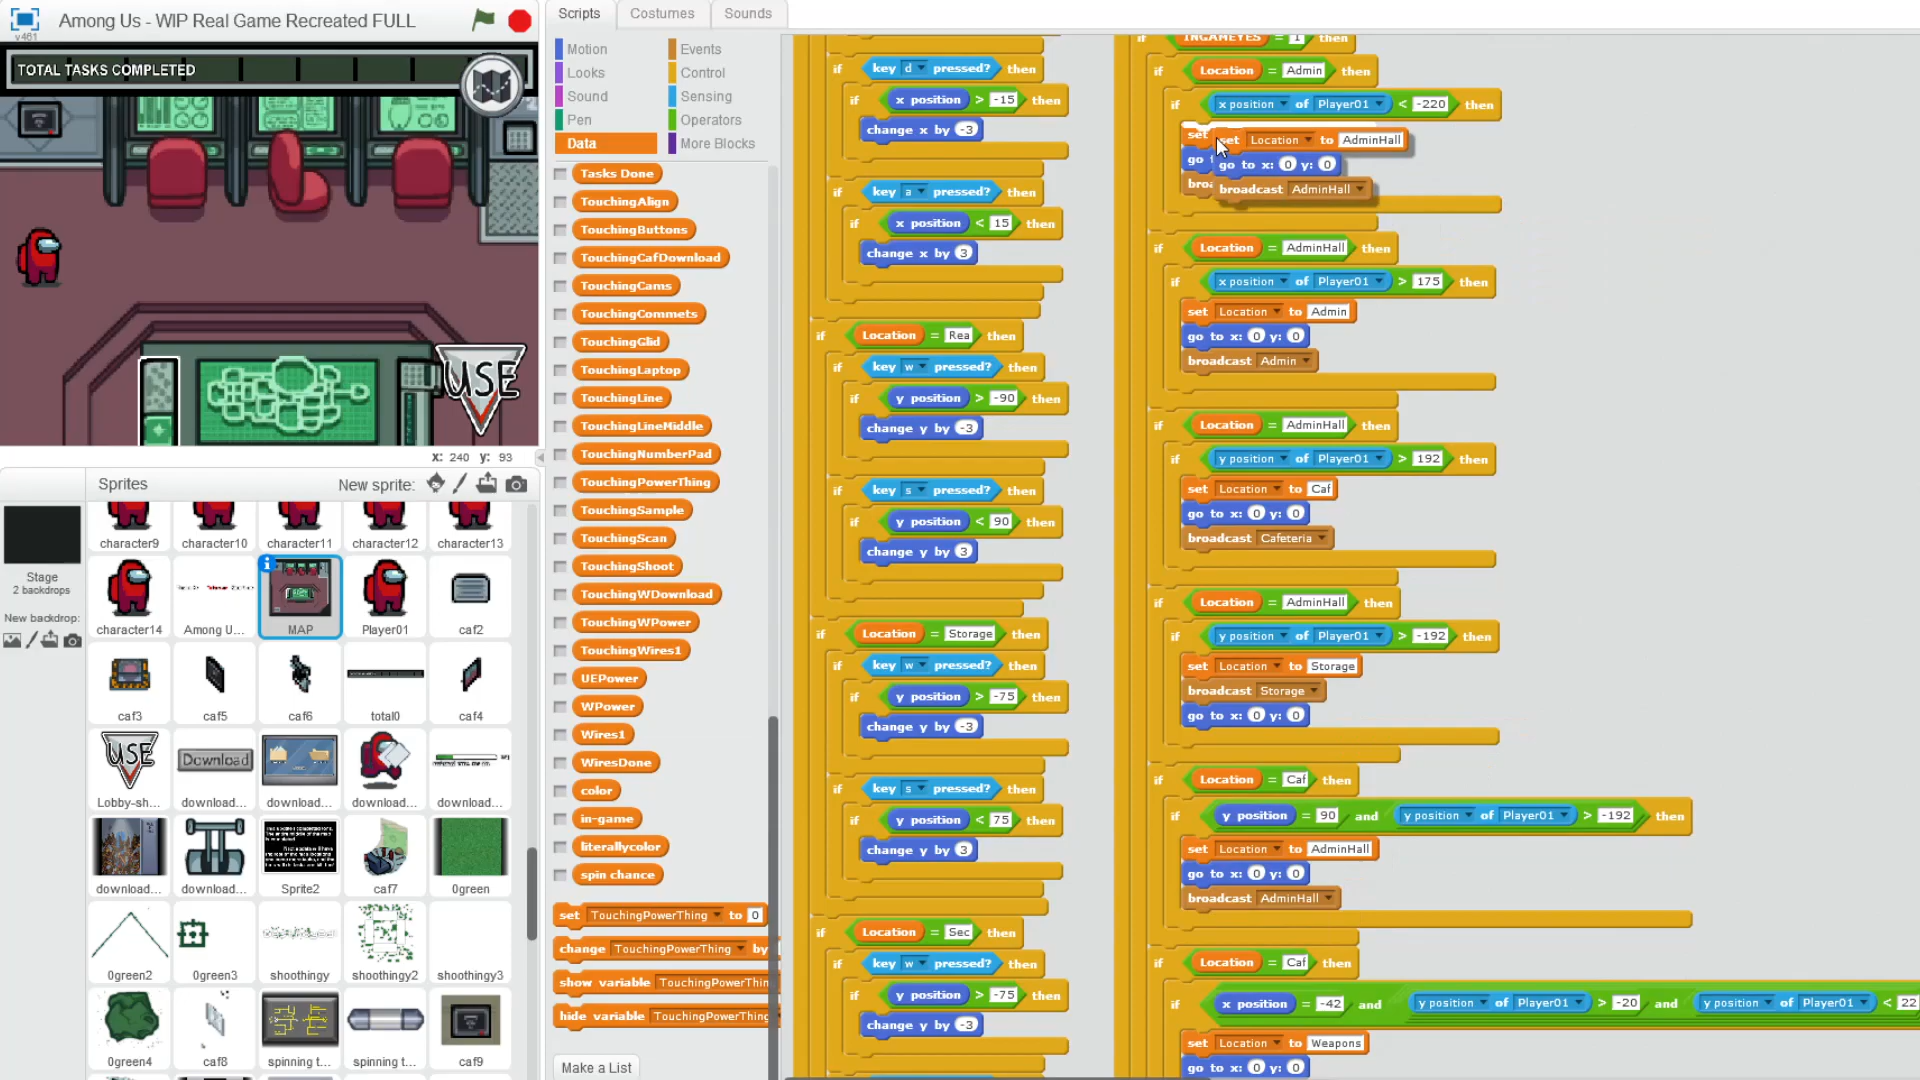 Among Us - WIP Real Game Recreated FULL
v461
TOTAL TASKS COMPLETED
USE
x: 240 y: 93
Sprites
New sprite:
Stage
2 backdrops
New backdrop:
character9
character10
character11
character12
character13
character14
Among U...
MAP
Player01
caf2
caf3
caf5
caf6
total0
caf4
USE
Download
Lobby-sh...
download...
download...
download...
download...
download...
download...
Sprite2
caf7
0green
0green2
0green3
shoothingy
shoothingy2
shoothingy3
0green4
caf8
spinning t...
spinning t...
caf9
Scripts
Costumes
Sounds
Motion
Events
Looks
Control
Sound
Sensing
Pen
Operators
Data
More Blocks
Tasks Done
TouchingAlign
TouchingButtons
TouchingCafDownload
TouchingCams
TouchingCommets
TouchingGlid
TouchingLaptop
TouchingLine
TouchingLineMiddle
TouchingNumberPad
TouchingPowerThing
TouchingSample
TouchingScan
TouchingShoot
TouchingWDownload
TouchingWPower
TouchingWires1
UEPower
WPower
Wires1
WiresDone
color
in-game
literallycolor
spin chance
set TouchingPowerThing to 0
change TouchingPowerThing by
show variable TouchingPowerThin
hide variable TouchingPowerThing
Make a List
if key d pressed? then
if x position > -15 then
change x by -3
if key a pressed? then
if x position < 15 then
change x by 3
if Location = Rea then
if key w pressed? then
if y position > -90 then
change y by -3
if key s pressed? then
if y position < 90 then
change y by 3
if Location = Storage then
if key w pressed? then
if y position > -75 then
change y by -3
if key s pressed? then
if y position < 75 then
change y by 3
if Location = Sec then
if key w pressed? then
if y position > -75 then
change y by -3
if INGAMEYES = 1 then
if Location = Admin then
if x position of Player01 < -220 then
set
go
bro
set Location to AdminHall
go to x: 0 y: 0
broadcast AdminHall
if Location = AdminHall then
if x position of Player01 > 175 then
set Location to Admin
go to x: 0 y: 0
broadcast Admin
if Location = AdminHall then
if y position of Player01 > 192 then
set Location to Caf
go to x: 0 y: 0
broadcast Cafeteria
if Location = AdminHall then
if y position of Player01 > -192 then
set Location to Storage
broadcast Storage
go to x: 0 y: 0
if Location = Caf then
if y position = 90 and y position of Player01 > -192 then
set Location to AdminHall
go to x: 0 y: 0
broadcast AdminHall
if Location = Caf then
if x position = -42 and y position of Player01 > -20 and y position of Player01 < 22
set Location to Weapons
go to x: 0 y: 0